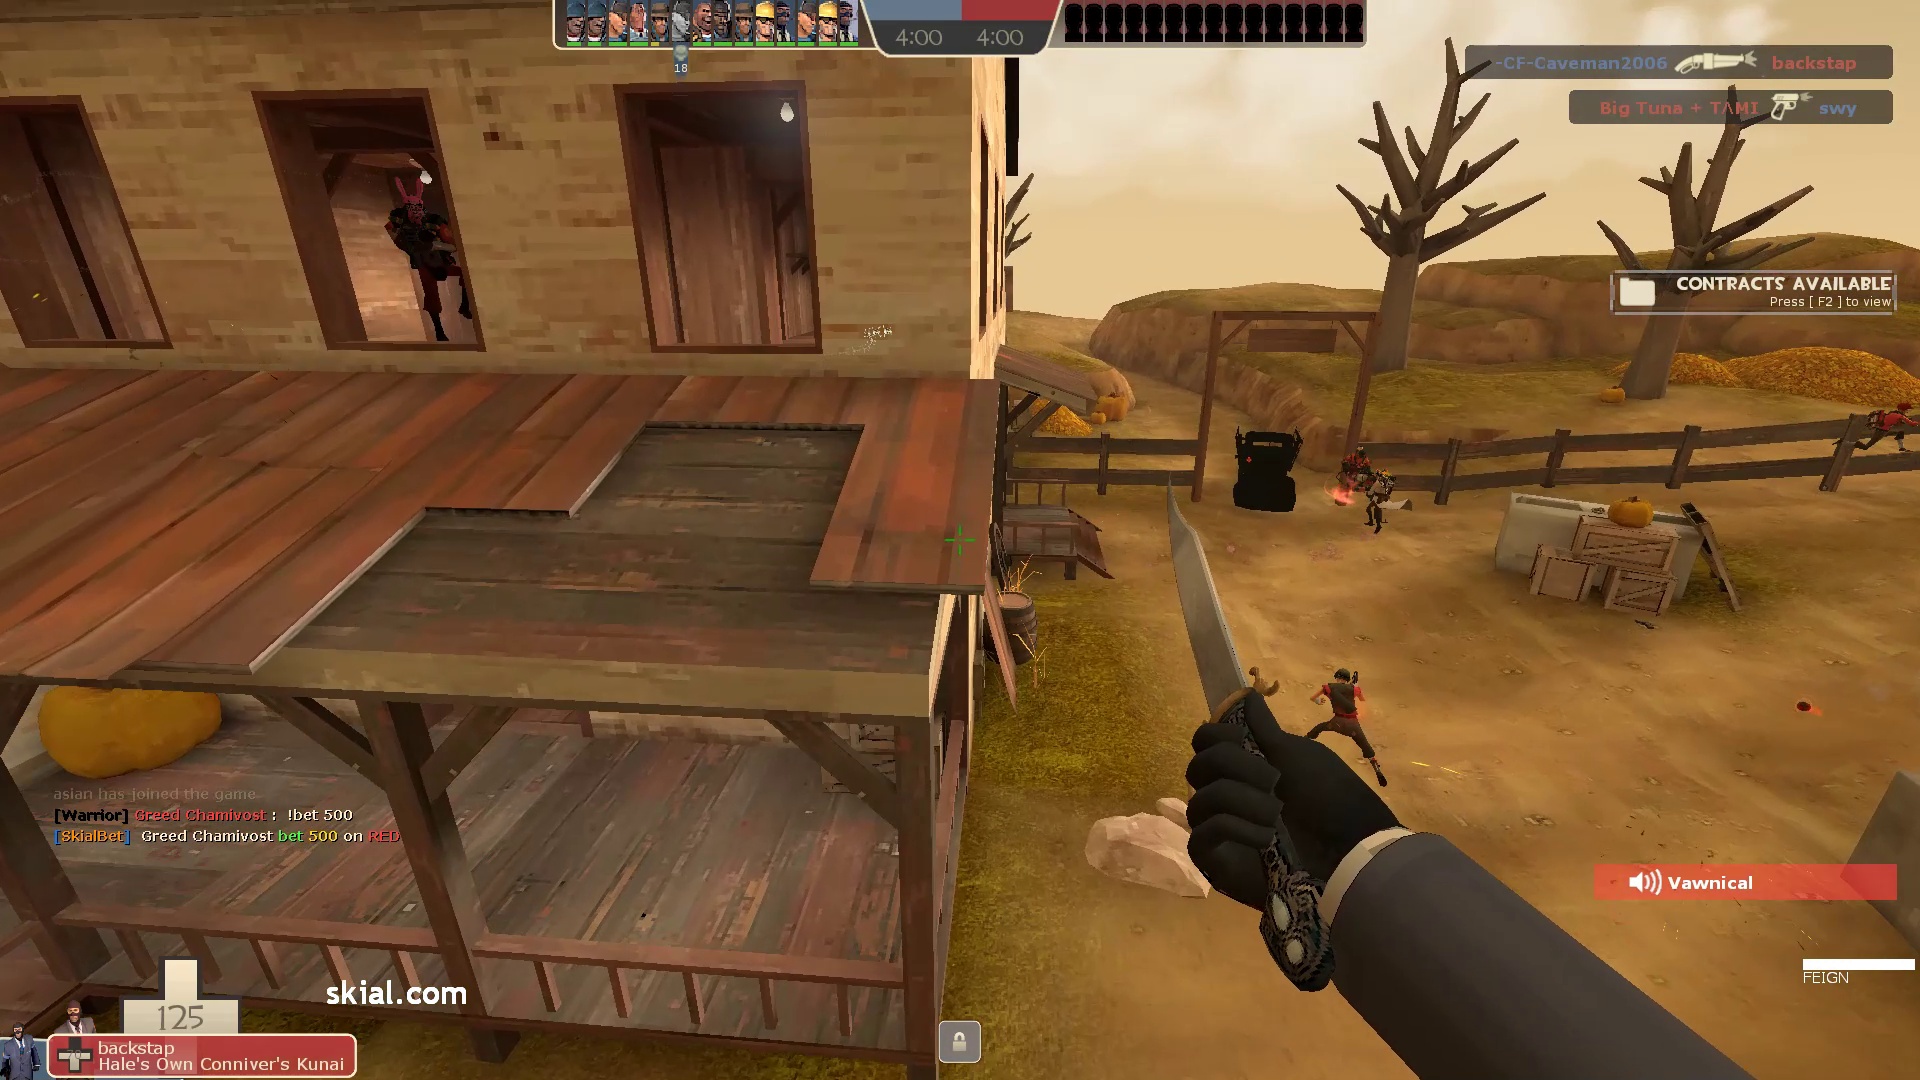 4:00 4:00
18
-CF-Caveman2006 backstap
Big Tuna + TΛMI swy
CONTRACTS AVAILABLE
Press [ F2 ] to view
asian has joined the game
[Warrior] Greed Chamivost : !bet 500
[SkialBet] Greed Chamivost bet 500 on RED
Vawnical
FEIGN
skial.com
125
backstap
Hale's Own Conniver's Kunai